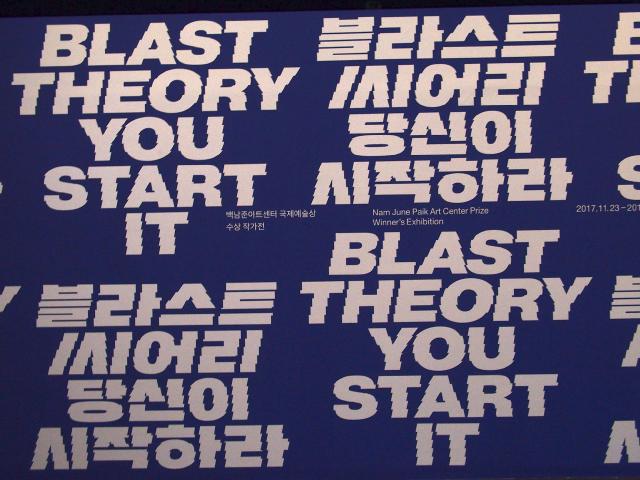 BLAST
THEORY
YOU
START
IT
블라스트
씨어리
당신이
시작하라
백남준아트센터 국제예술상
수상 작가전
Nam June Paik Art Center Prize
Winner's Exhibition
2017.11.23–201
블라스트
씨어리
당신이
시작하라
BLAST
THEORY
YOU
START
IT